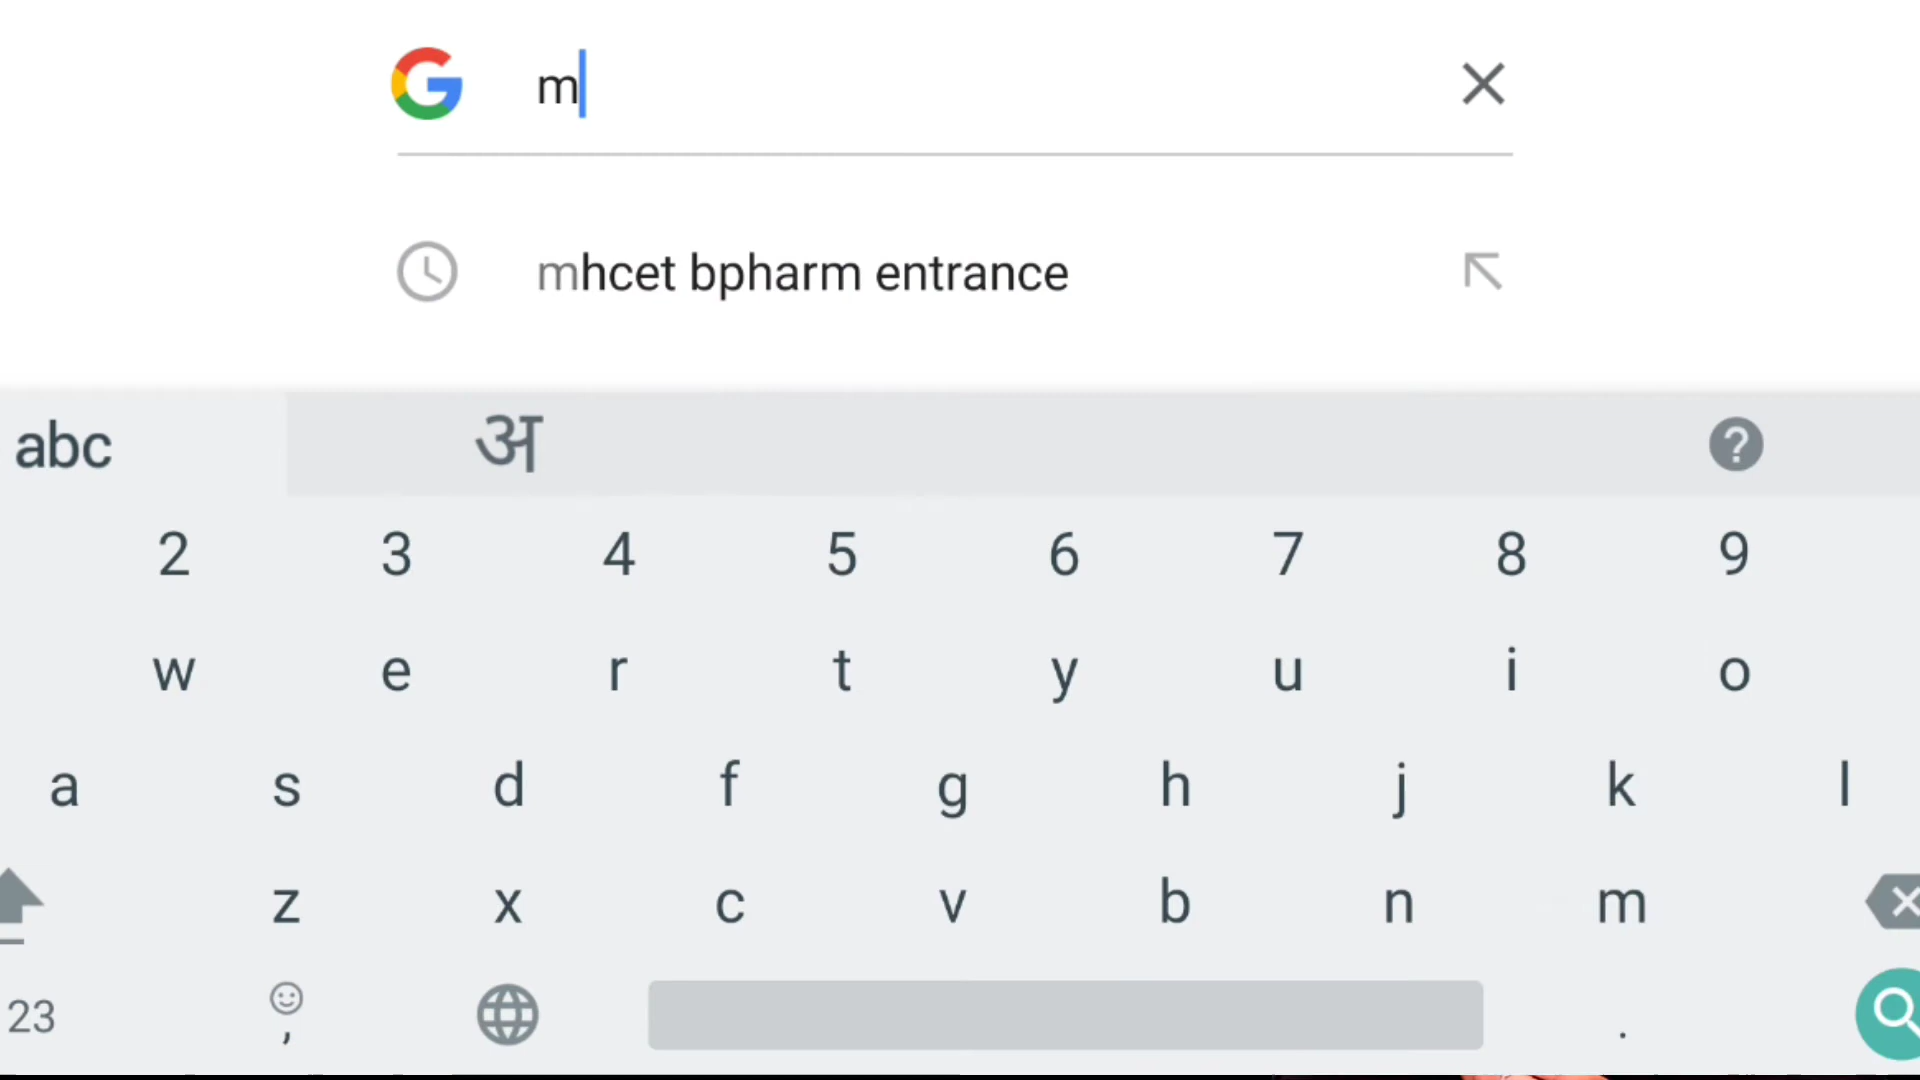 m
mhcet bpharm entrance
abc अ ?
2 3 4 5 6 7 8 9
w e r t y u i o
a s d f g h j k l
z x c v b n m
23 , .